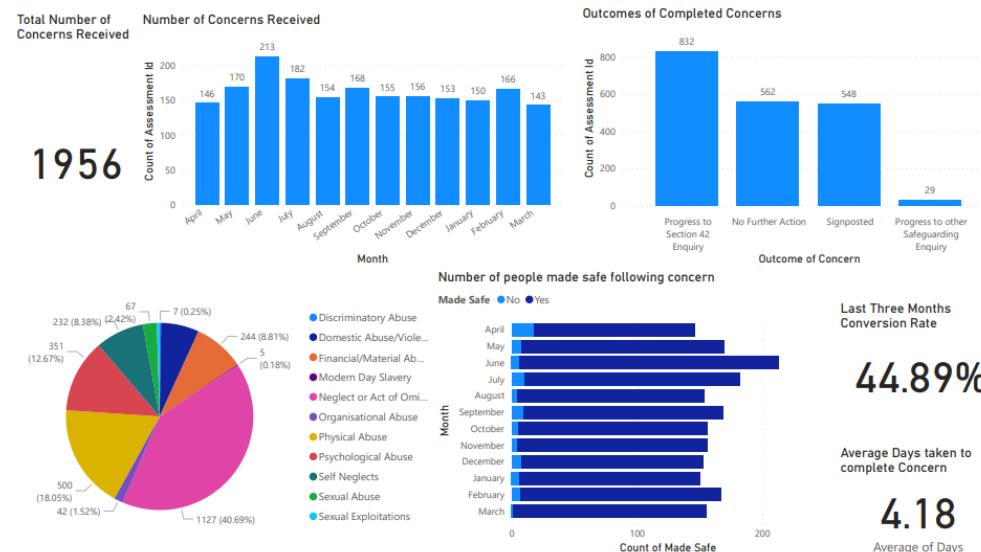 Total Number of
Concerns Received
1956
Number of Concerns Received
Count of Assessment Id
200
150
100
50
0
146
170
213
182
154
168
155
156
153
150
166
143
April
May
June
July
August
September
October
November
December
January
February
March
Month
Outcomes of Completed Concerns
Count of Assessment Id
800
600
400
200
0
832
562
548
29
Progress to
Section 42
Enquiry
No Further Action
Signposted
Progress to other
Safeguarding
Enquiry
Outcome of Concern
67
(2.42%)
7 (0.25%)
232 (8.38%)
244 (8.81%)
351
(12.67%)
5
(0.18%)
500
(18.05%)
42 (1.52%)
1127 (40.69%)
Discriminatory Abuse
Domestic Abuse/Viole...
Financial/Material Ab...
Modern Day Slavery
Neglect or Act of Omi...
Organisational Abuse
Physical Abuse
Psychological Abuse
Self Neglects
Sexual Abuse
Sexual Exploitations
Number of people made safe following concern
Made Safe No Yes
Month
April
May
June
July
August
September
October
November
December
January
February
March
0
100
200
Count of Made Safe
Last Three Months
Conversion Rate
44.89%
Average Days taken to
complete Concern
4.18
Average of Days